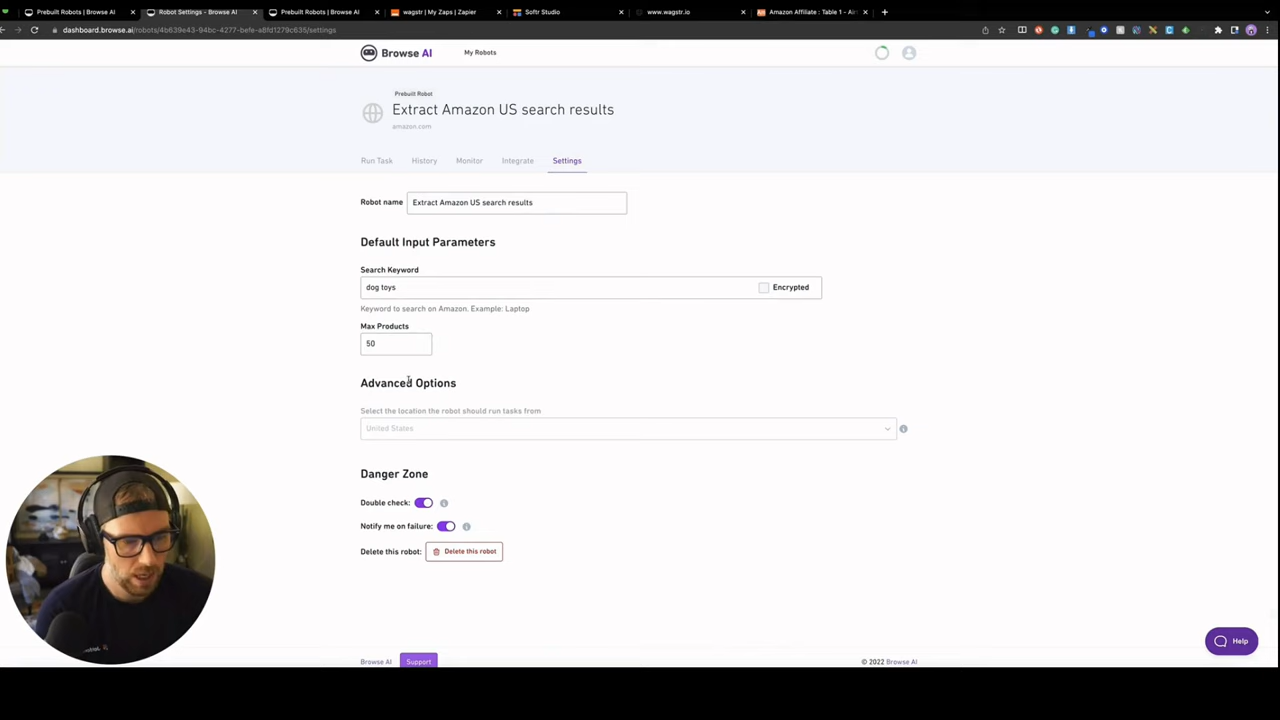 Prebuilt Robots | Browse AI
Robot Settings - Browse AI
Prebuilt Robots | Browse AI
wagstr | My Zaps | Zapier
Softr Studio
www.wagstr.io
Amazon Affiliate : Table 1 - Air
dashboard.browse.ai/robots/4b639e43-94bc-4277-befe-a8fd1279c635/settings
Browse AI
My Robots
Prebuilt Robot
Extract Amazon US search results
amazon.com
Run Task
History
Monitor
Integrate
Settings
Robot name
Extract Amazon US search results
Default Input Parameters
Search Keyword
dog toys
Encrypted
Keyword to search on Amazon. Example: Laptop
Max Products
50
Advanced Options
Select the location the robot should run tasks from
United States
Danger Zone
Double check:
Notify me on failure:
Delete this robot:
Delete this robot
Help
Browse AI
Support
© 2022 Browse AI